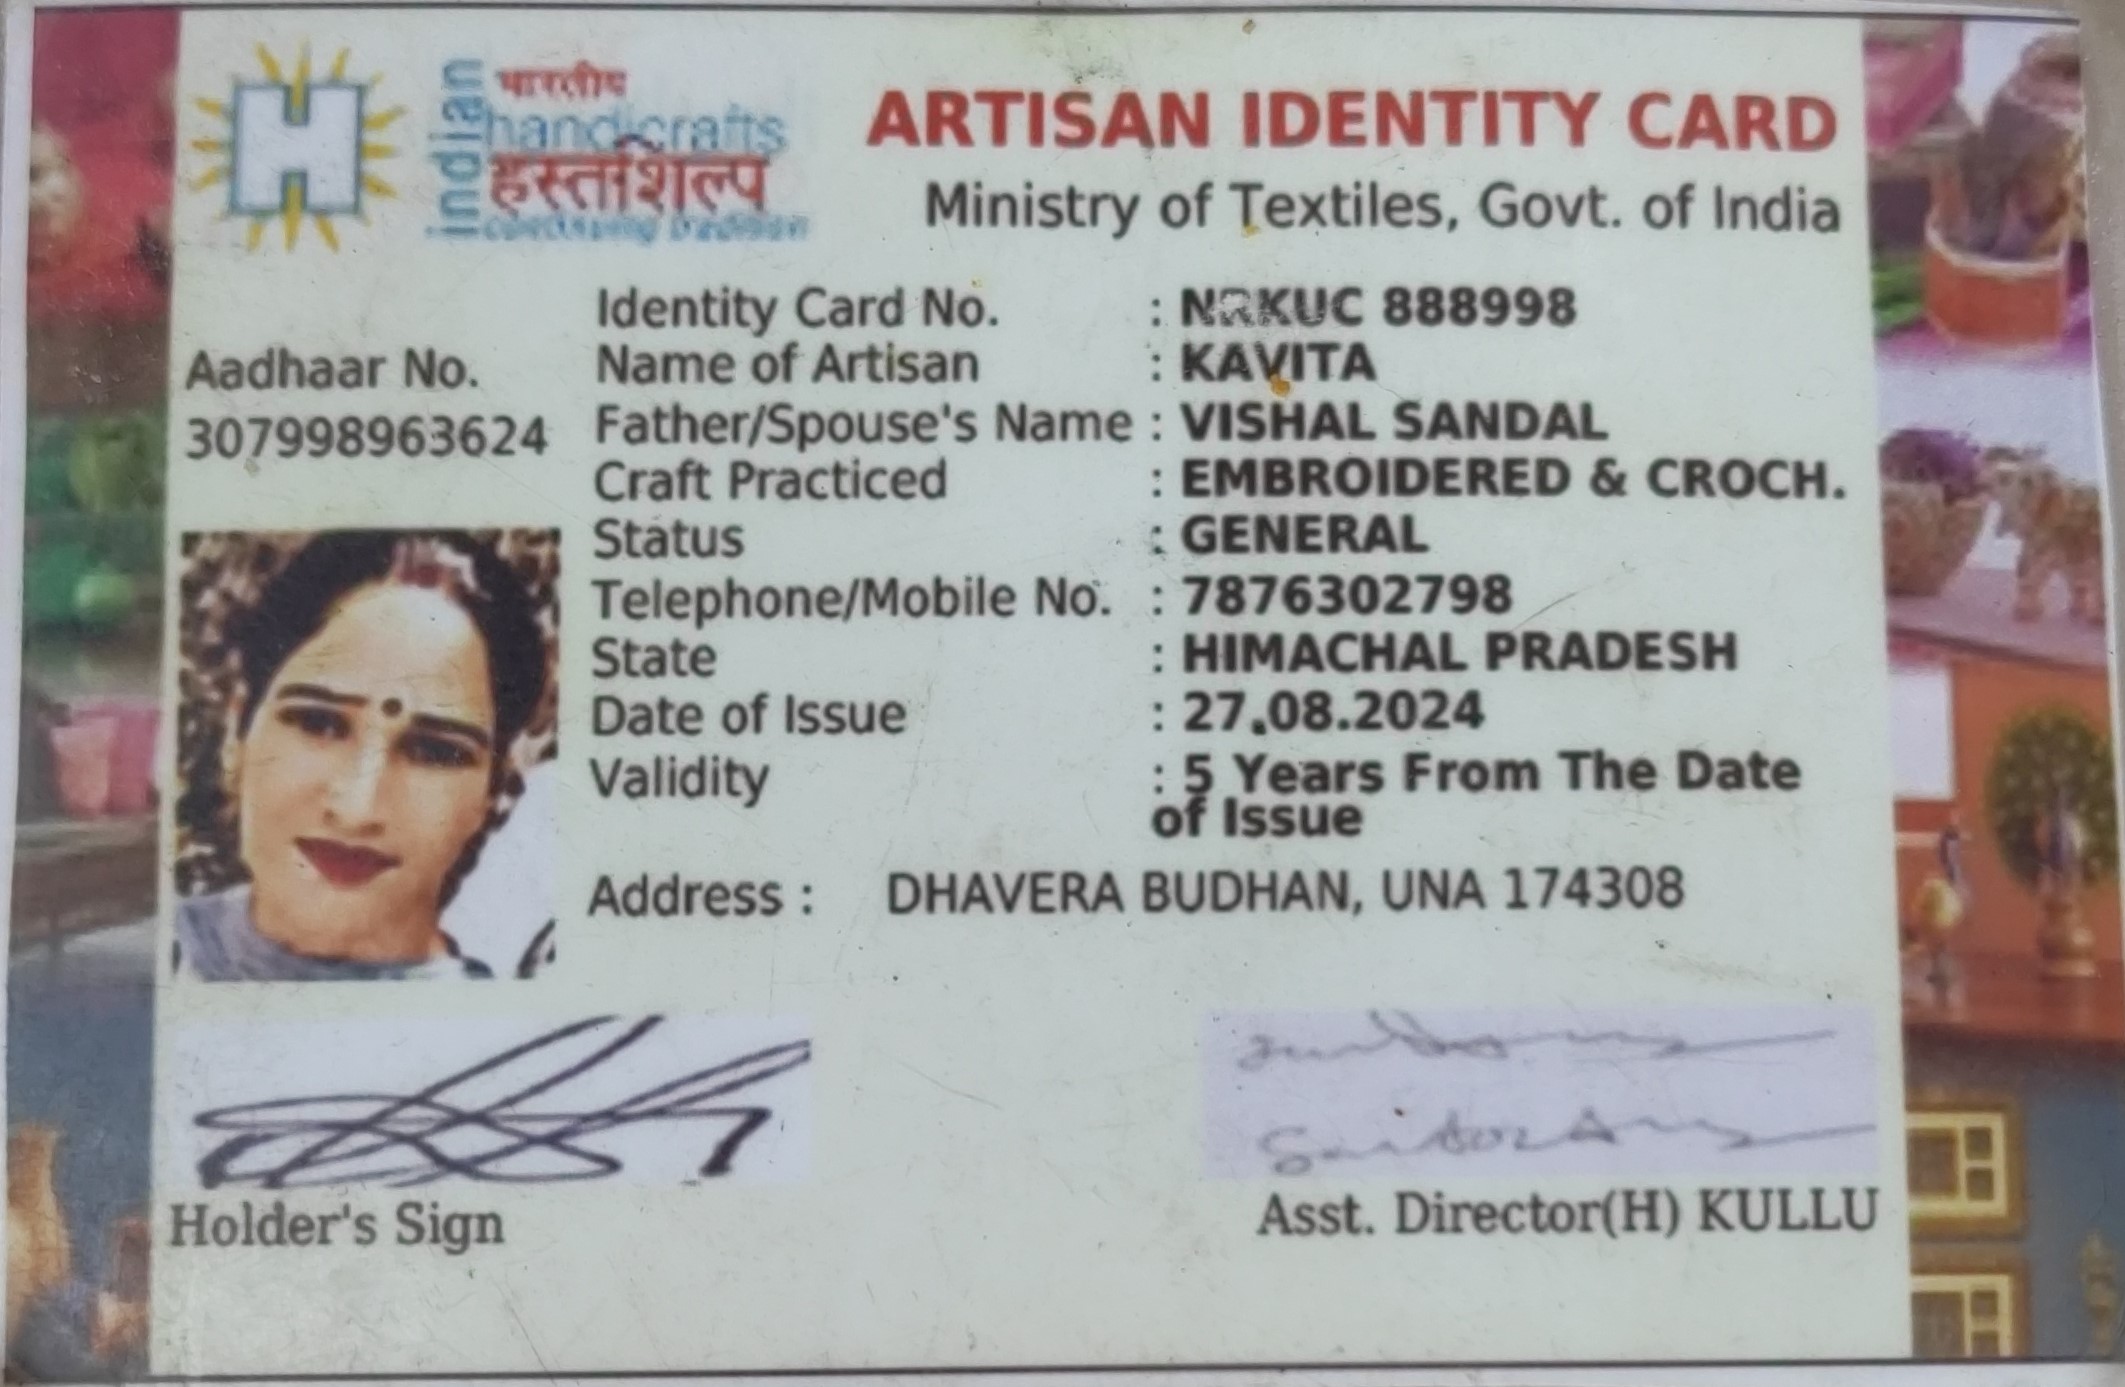 Indian
भारतीय
handicrafts
हस्तशिल्प
continuing tradition
ARTISAN IDENTITY CARD
Ministry of Textiles, Govt. of India
Identity Card No. : NRKUC 888998
Aadhaar No.
307998963624
Name of Artisan : KAVITA
Father/Spouse's Name : VISHAL SANDAL
Craft Practiced : EMBROIDERED & CROCH.
Status : GENERAL
Telephone/Mobile No. : 7876302798
State : HIMACHAL PRADESH
Date of Issue : 27.08.2024
Validity : 5 Years From The Date
of Issue
Address : DHAVERA BUDHAN, UNA 174308
Holder's Sign
Asst. Director(H) KULLU